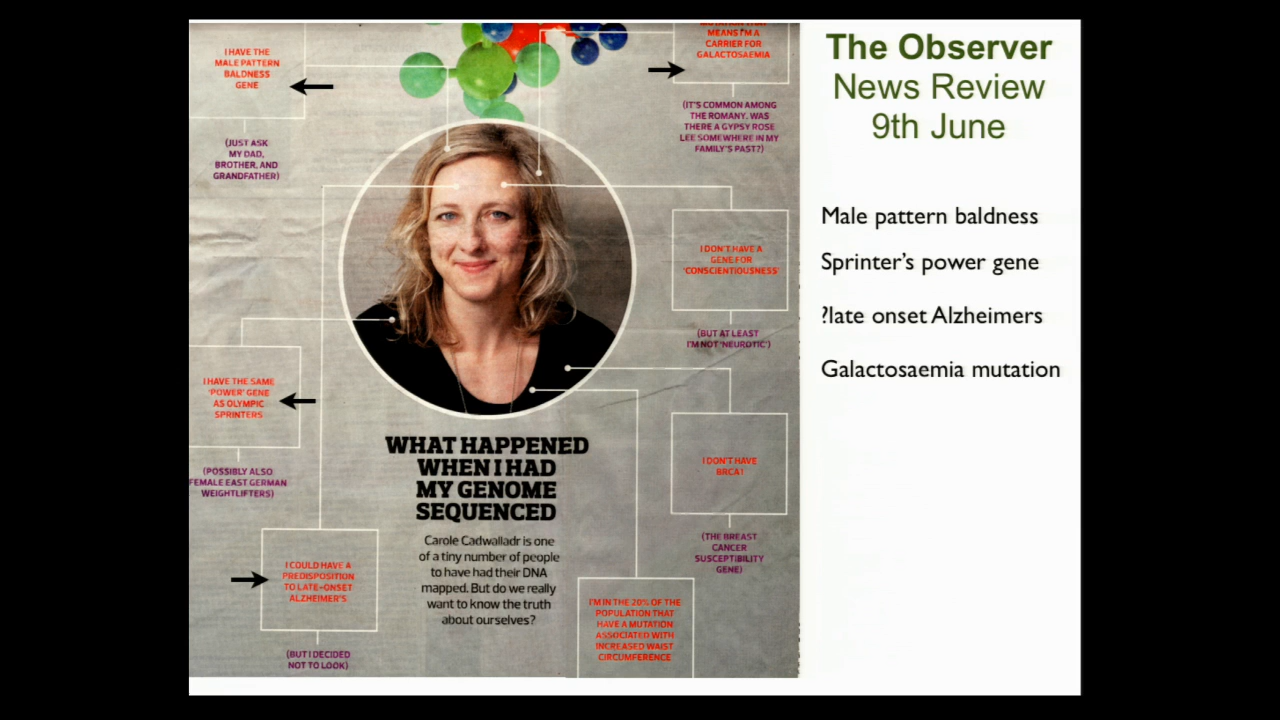 I HAVE THE
MALE PATTERN
BALDNESS
GENE
(JUST ASK
MY DAD,
BROTHER, AND
GRANDFATHER)
MEANS I'M A
CARRIER FOR
GALACTOSAEMIA
(IT'S COMMON AMONG
THE ROMANY. WAS
THERE A GYPSY ROSE
LEE SOMEWHERE IN MY
FAMILY'S PAST?)
I DON'T HAVE A
GENE FOR
'CONSCIENTIOUSNESS'
(BUT AT LEAST
I'M NOT 'NEUROTIC')
I HAVE THE SAME
'POWER' GENE
AS OLYMPIC
SPRINTERS
(POSSIBLY ALSO
FEMALE EAST GERMAN
WEIGHTLIFTERS)
I DON'T HAVE
BRCA1
(THE BREAST
CANCER
SUSCEPTIBILITY
GENE)
I COULD HAVE A
PREDISPOSITION
TO LATE-ONSET
ALZHEIMER'S
(BUT I DECIDED
NOT TO LOOK)
WHAT HAPPENED
WHEN I HAD
MY GENOME
SEQUENCED
Carole Cadwalladr is one
of a tiny number of people
to have had their DNA
mapped. But do we really
want to know the truth
about ourselves?
I'M IN THE 20% OF THE
POPULATION THAT
HAVE A MUTATION
ASSOCIATED WITH
INCREASED WAIST
CIRCUMFERENCE
The Observer
News Review
9th June
Male pattern baldness
Sprinter's power gene
?late onset Alzheimers
Galactosaemia mutation